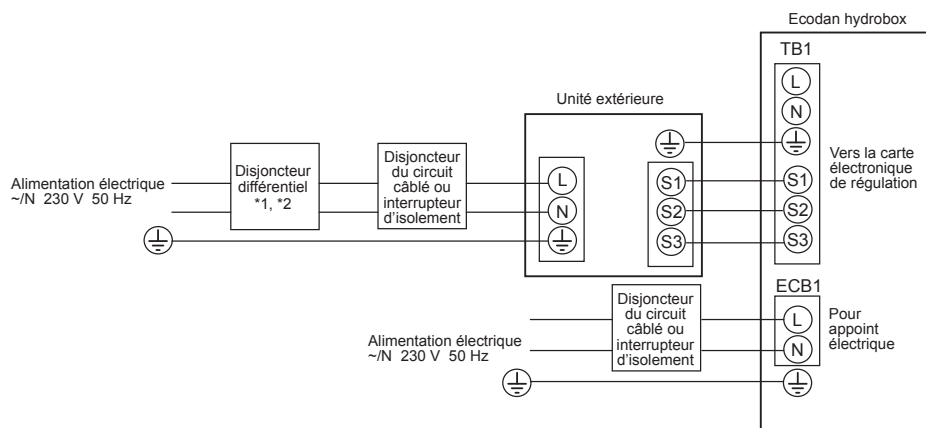 Ecodan hydrobox
TB1
L
N
Unité extérieure
Vers la carte
électronique
de régulation
Disjoncteur
différentiel
*1, *2
Disjoncteur
du circuit
câblé ou
interrupteur
d'isolement
Alimentation électrique
~/N 230 V 50 Hz
L
N
S1
S2
S3
S1
S2
S3
ECB1
Disjoncteur
du circuit
câblé ou
interrupteur
d'isolement
L
N
Pour
appoint
électrique
Alimentation électrique
~/N 230 V 50 Hz